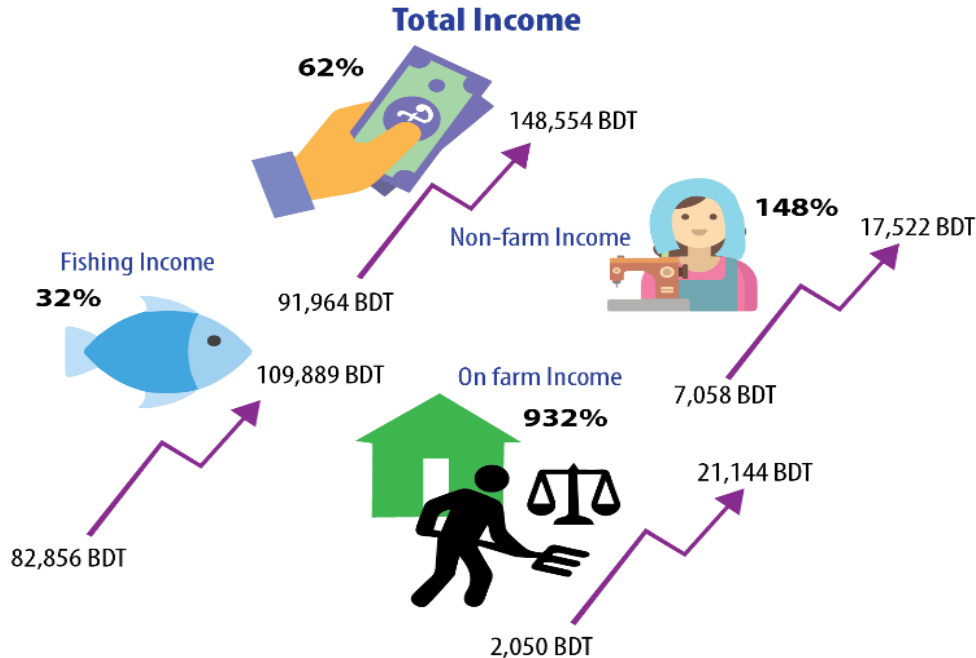 Total Income
62%
148,554 BDT
91,964 BDT
Non-farm Income
148%
17,522 BDT
7,058 BDT
Fishing Income
32%
109,889 BDT
82,856 BDT
On farm Income
932%
21,144 BDT
2,050 BDT